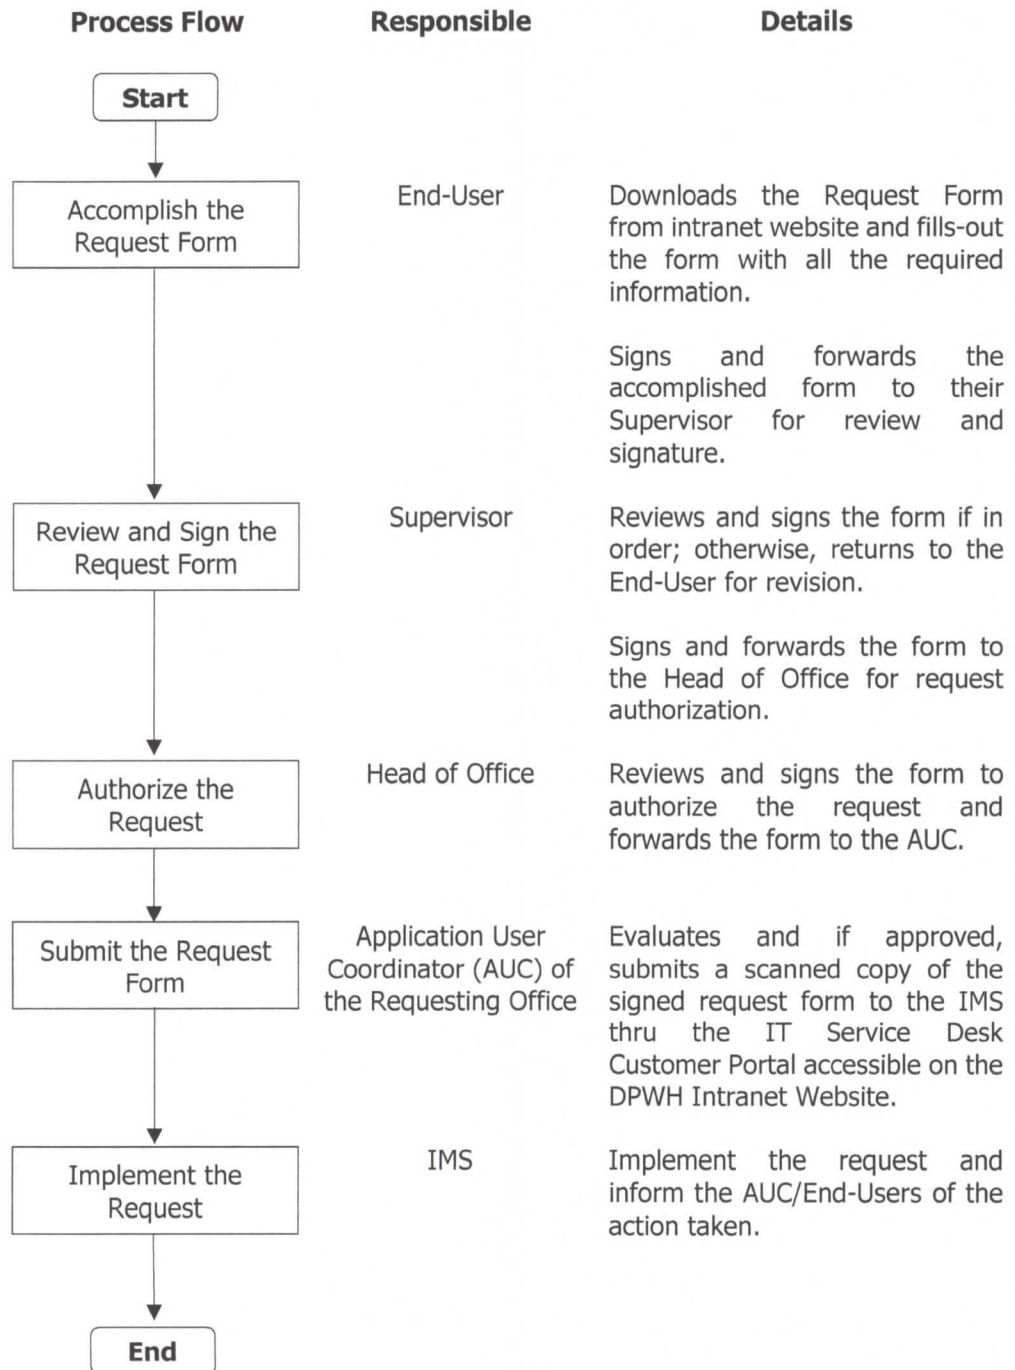 Process Flow Responsible Details
Start
Accomplish the
Request Form
End-User
Downloads the Request Form
from intranet website and fills-out
the form with all the required
information.
Signs and forwards the
accomplished form to their
Supervisor for review and
signature.
Review and Sign the
Request Form
Supervisor
Reviews and signs the form if in
order; otherwise, returns to the
End-User for revision.
Signs and forwards the form to
the Head of Office for request
authorization.
Authorize the
Request
Head of Office
Reviews and signs the form to
authorize the request and
forwards the form to the AUC.
Submit the Request
Form
Application User
Coordinator (AUC) of
the Requesting Office
Evaluates and if approved,
submits a scanned copy of the
signed request form to the IMS
thru the IT Service Desk
Customer Portal accessible on the
DPWH Intranet Website.
Implement the
Request
IMS
Implement the request and
inform the AUC/End-Users of the
action taken.
End